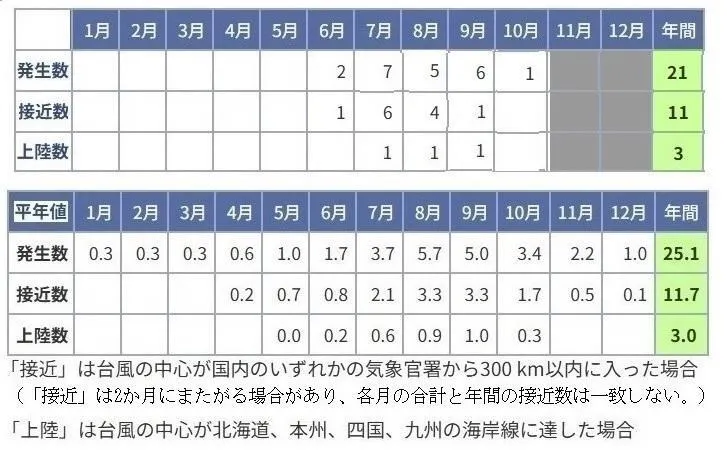 1月 2月 3月 4月 5月 6月 7月 8月 9月 10月 11月 12月 年間
発生数 2 7 5 6 1 21
接近数 1 6 4 1 11
上陸数 1 1 1 3
平年値 1月 2月 3月 4月 5月 6月 7月 8月 9月 10月 11月 12月 年間
発生数 0.3 0.3 0.3 0.6 1.0 1.7 3.7 5.7 5.0 3.4 2.2 1.0 25.1
接近数 0.2 0.7 0.8 2.1 3.3 3.3 1.7 0.5 0.1 11.7
上陸数 0.0 0.2 0.6 0.9 1.0 0.3 3.0
「接近」は台風の中心が国内のいずれかの気象官署から300 km以内に入った場合
（「接近」は2か月にまたがる場合があり、各月の合計と年間の接近数は一致しない。）
「上陸」は台風の中心が北海道、本州、四国、九州の海岸線に達した場合